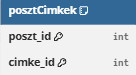 posztCimkek
poszt_id int
cimke_id int